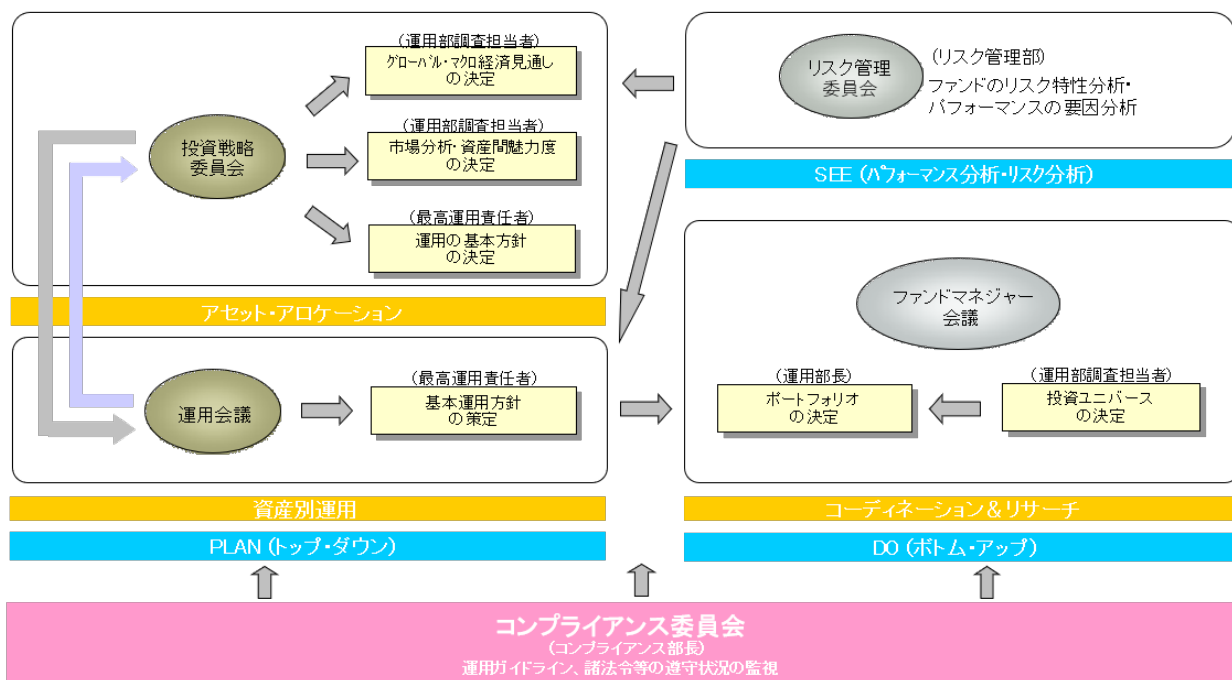 (運用部調査担当者)
グローバル・マクロ経済見通し
の決定
投資戦略
委員会
(運用部調査担当者)
市場分析・資産間魅力度
の決定
(最高運用責任者)
運用の基本方針
の決定
アセット・アロケーション
リスク管理
委員会
(リスク管理部)
ファンドのリスク特性分析・
パフォーマンスの要因分析
SEE (パフォーマンス分析・リスク分析)
運用会議
(最高運用責任者)
基本運用方針
の策定
資産別運用
PLAN (トップ・ダウン)
ファンドマネジャー
会議
(運用部長)
ポートフォリオ
の決定
(運用部調査担当者)
投資ユニバース
の決定
コーディネーション＆リサーチ
DO (ボトム・アップ)
コンプライアンス委員会
(コンプライアンス部長)
運用ガイドライン、諸法令等の遵守状況の監視